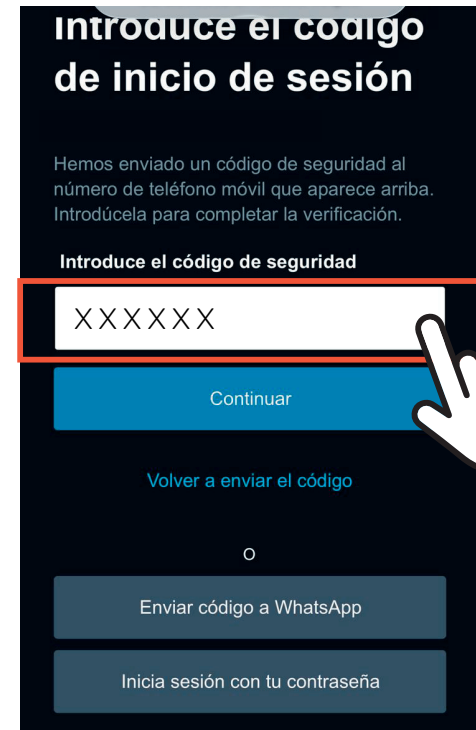 Introduce el código
de inicio de sesión
Hemos enviado un código de seguridad al
número de teléfono móvil que aparece arriba.
Introdúcela para completar la verificación.
Introduce el código de seguridad
XXXXXX
Continuar
Volver a enviar el código
O
Enviar código a WhatsApp
Inicia sesión con tu contraseña